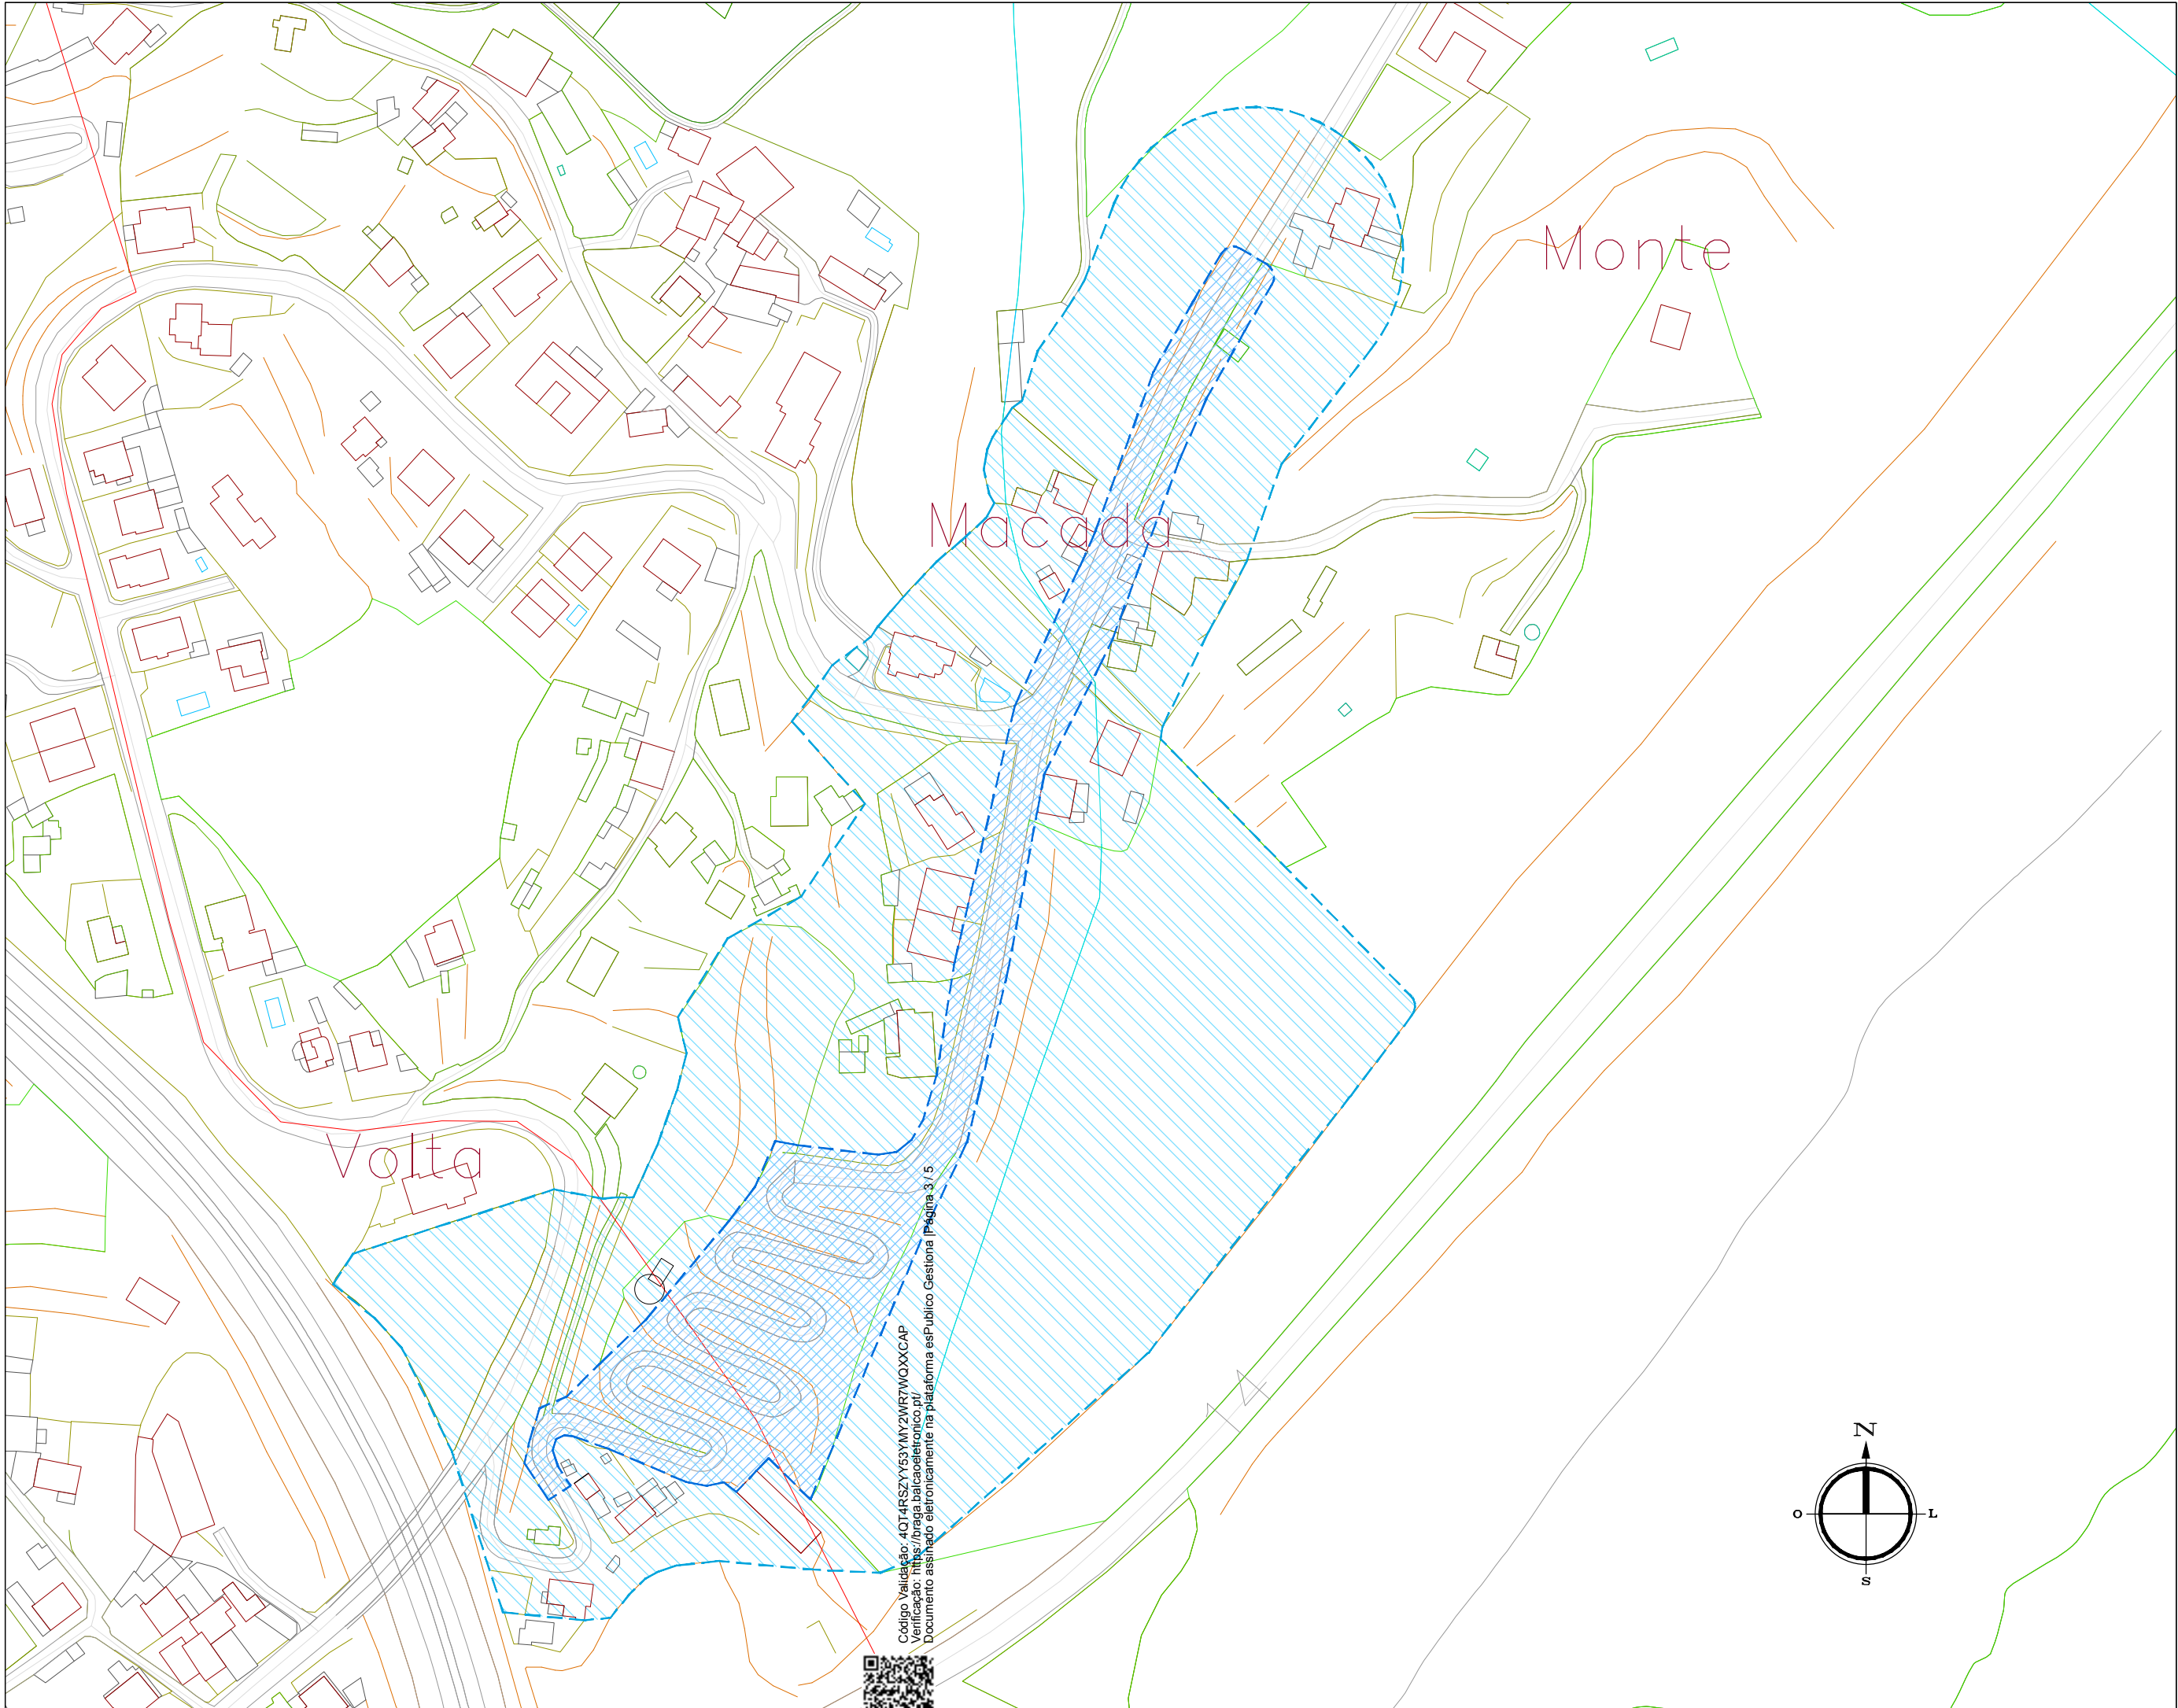 Monte
Macada
Volta
Código Validação: 4QT4RSZYY53YMY2WR7WQXXCAP
Verificação: https://braga.balcaoeletronico.pt/
Documento assinado eletronicamente na plataforma esPublico Gestiona | Página 3 / 5
N
O
L
S